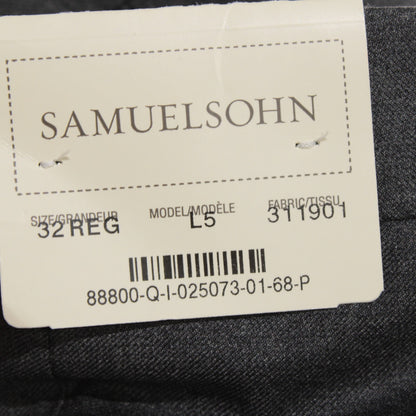 SAMUELSOHN
SIZE/GRANDEUR MODEL/MODÈLE FABRIC/TISSU
32REG L5 311901
88800-Q-I-025073-01-68-P